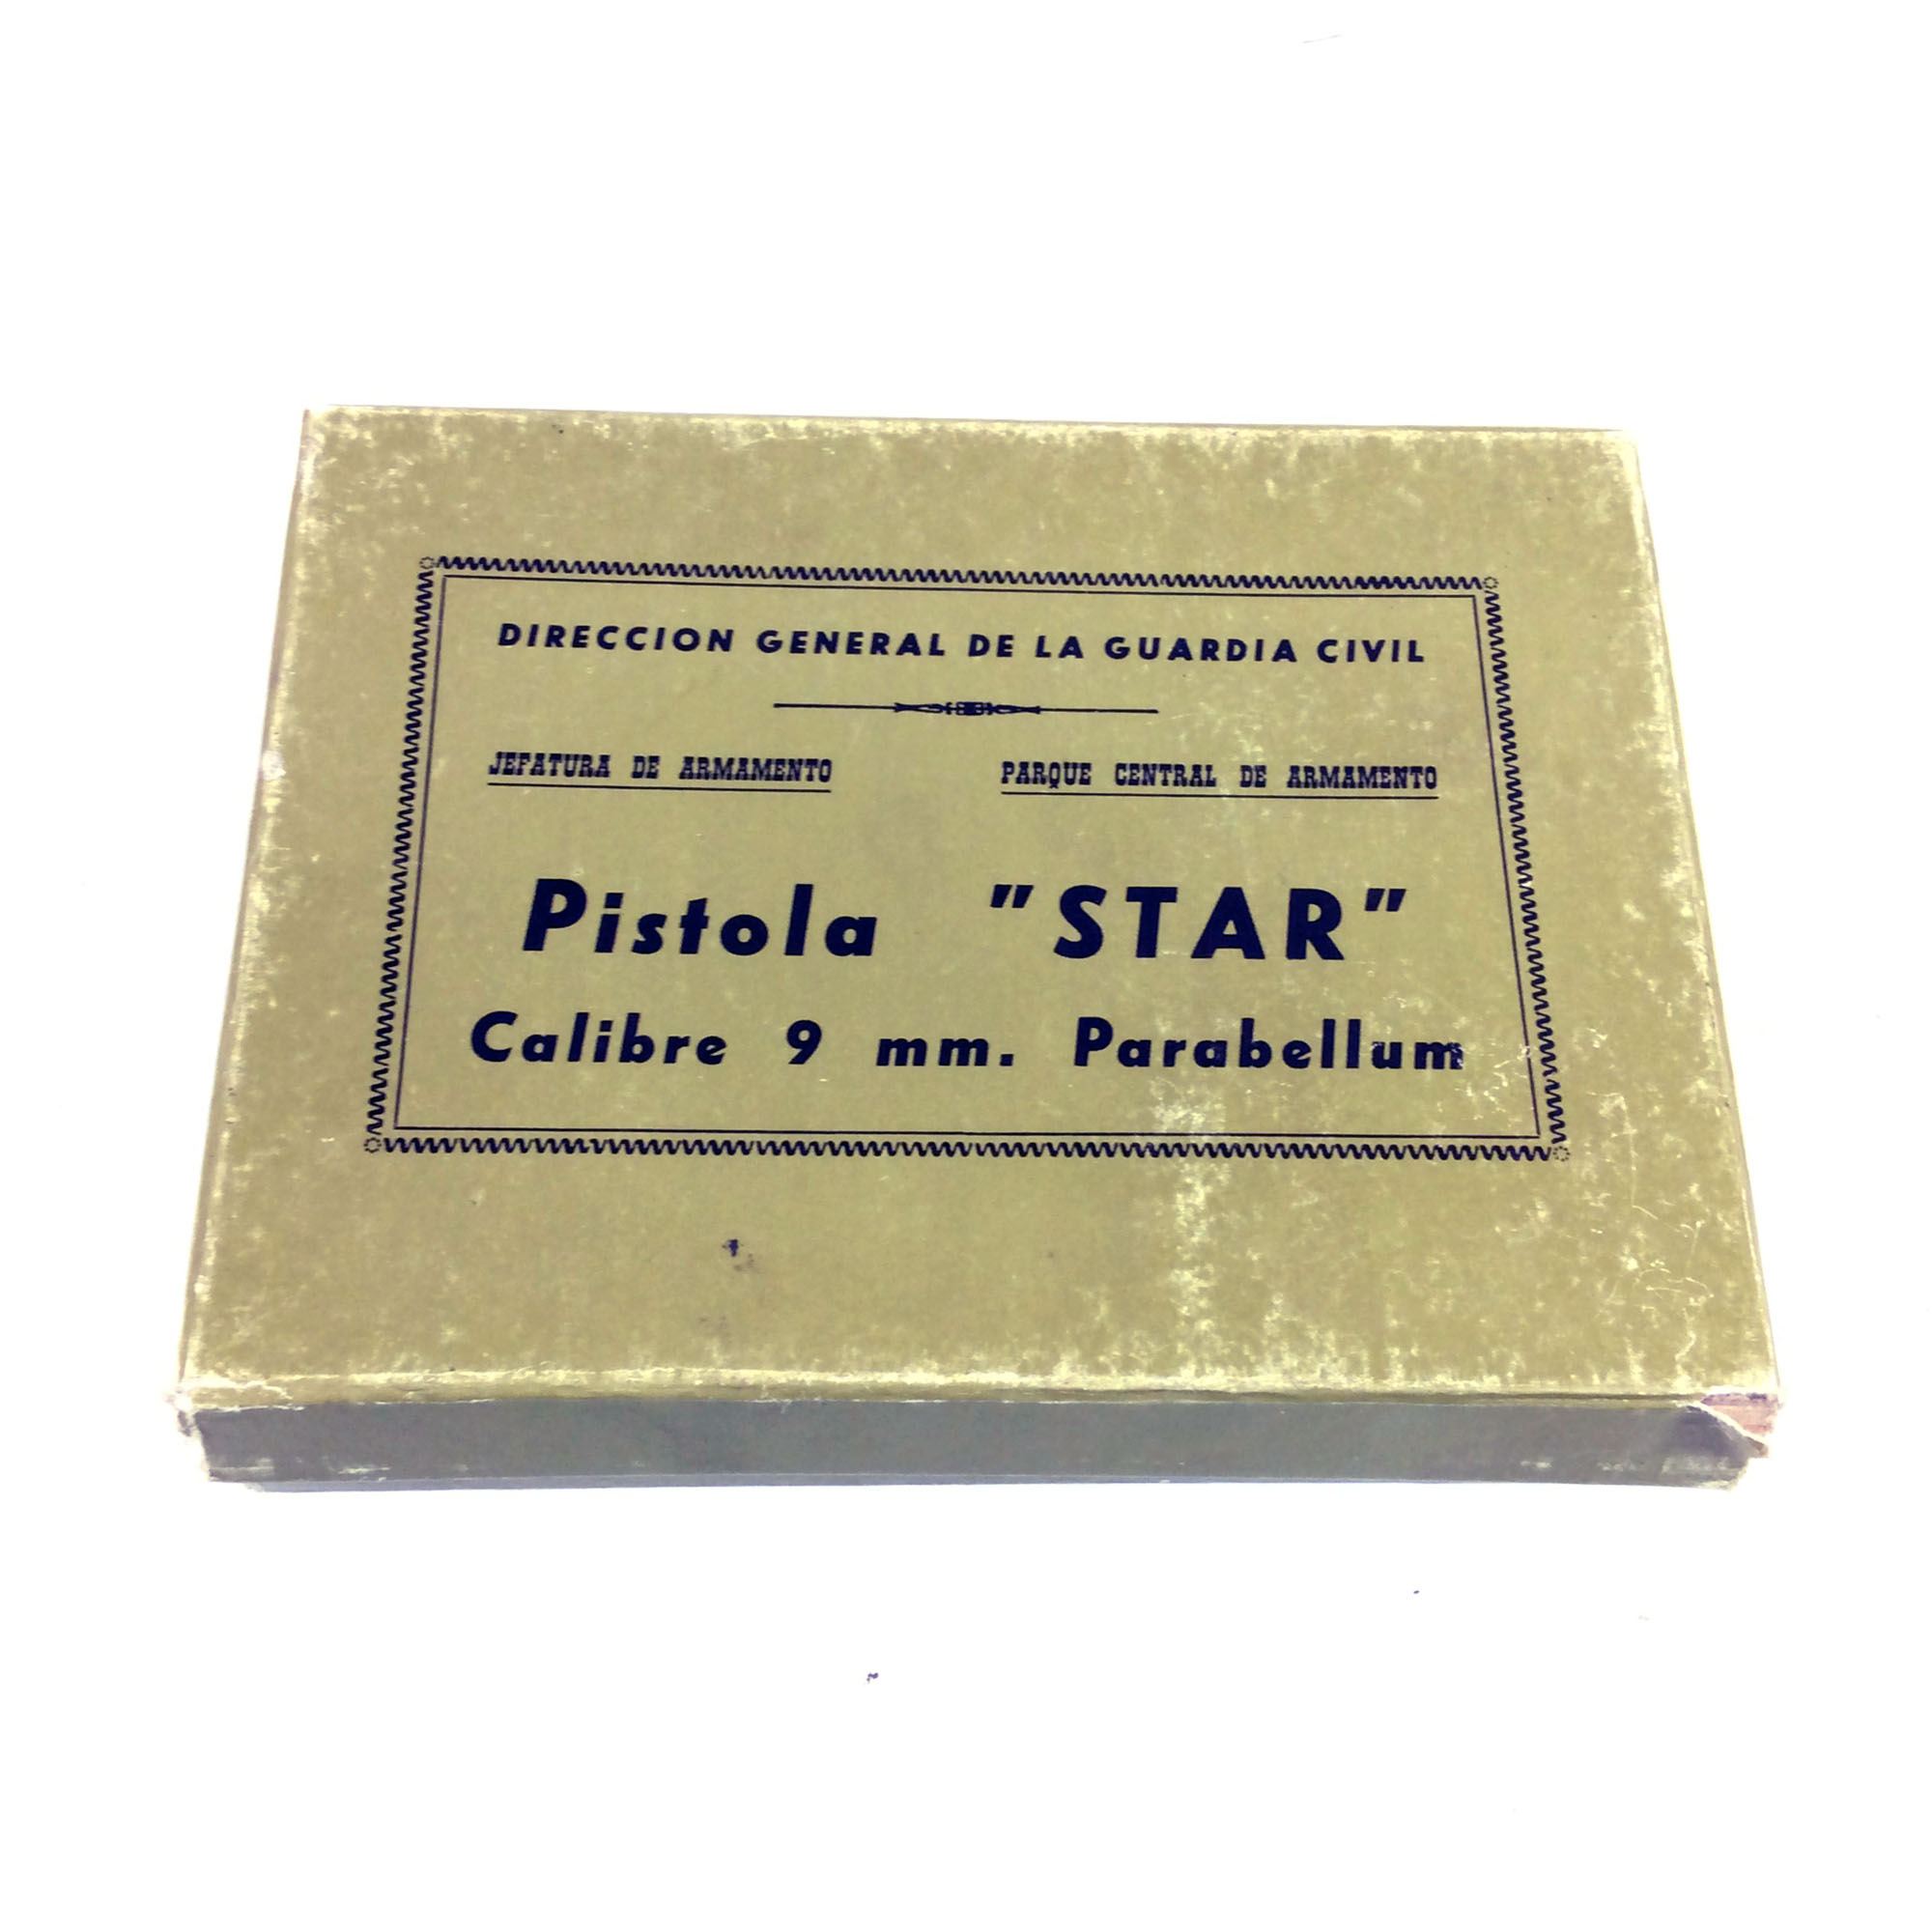 DIRECCION GENERAL DE LA GUARDIA CIVIL
JEFATURA DE ARMAMENTO PARQUE CENTRAL DE ARMAMENTO
Pistola "STAR"
Calibre 9 mm. Parabellum